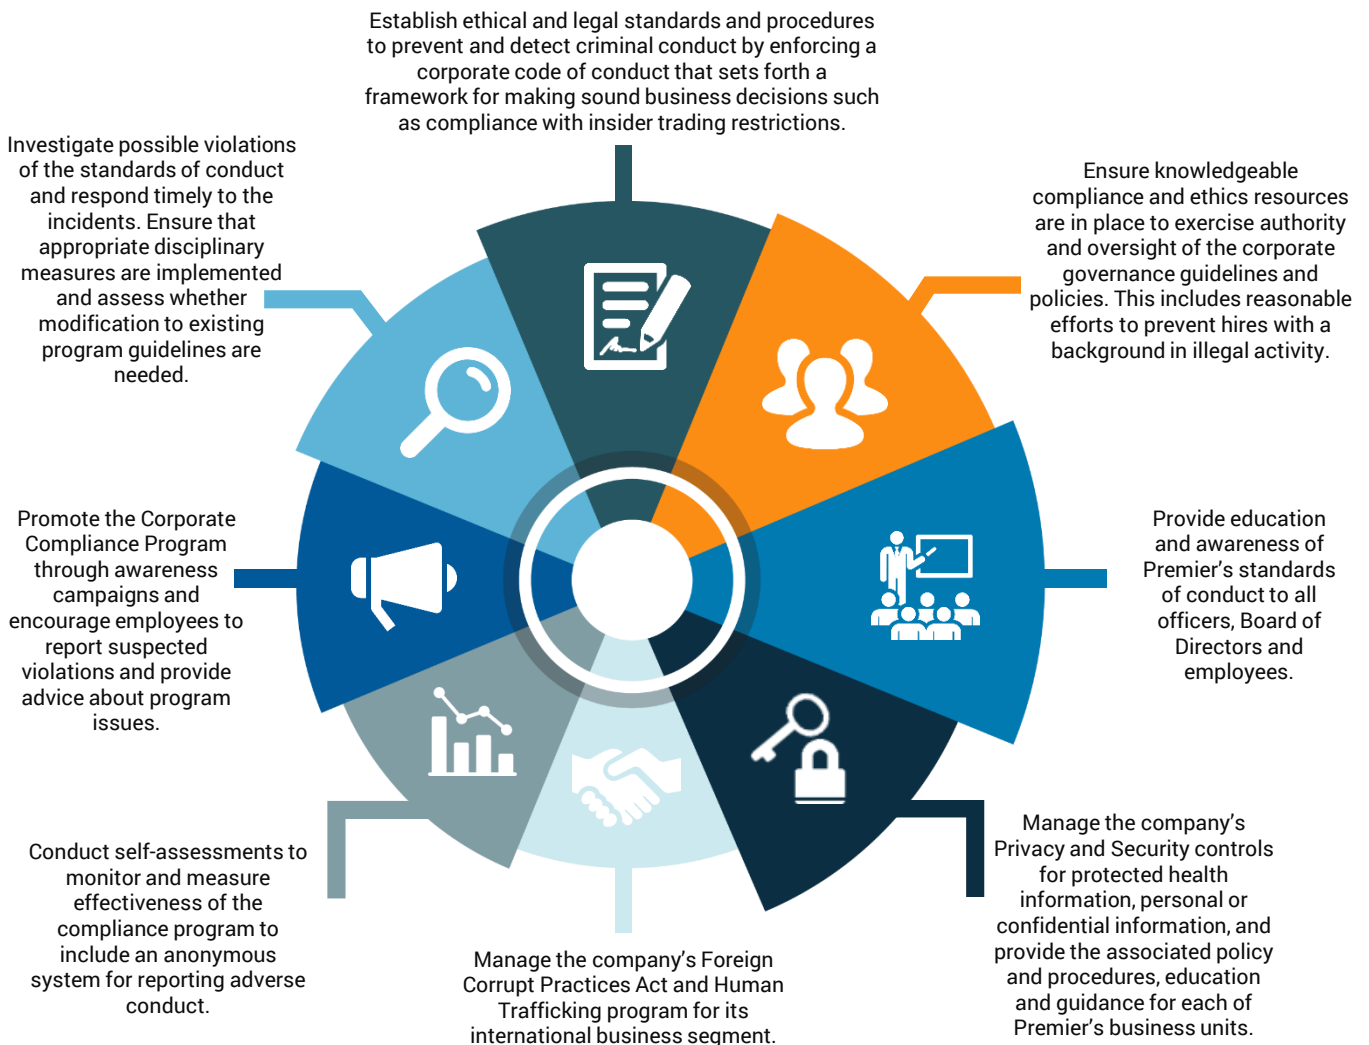 Establish ethical and legal standards and procedures
to prevent and detect criminal conduct by enforcing a
corporate code of conduct that sets forth a
framework for making sound business decisions such
as compliance with insider trading restrictions.
Ensure knowledgeable
compliance and ethics resources
are in place to exercise authority
and oversight of the corporate
governance guidelines and
policies. This includes reasonable
efforts to prevent hires with a
background in illegal activity.
Provide education
and awareness of
Premier's standards
of conduct to all
officers, Board of
Directors and
employees.
Manage the company's
Privacy and Security controls
for protected health
information, personal or
confidential information, and
provide the associated policy
and procedures, education
and guidance for each of
Premier's business units.
Manage the company's Foreign
Corrupt Practices Act and Human
Trafficking program for its
international business segment.
Conduct self-assessments to
monitor and measure
effectiveness of the
compliance program to
include an anonymous
system for reporting adverse
conduct.
Promote the Corporate
Compliance Program
through awareness
campaigns and
encourage employees to
report suspected
violations and provide
advice about program
issues.
Investigate possible violations
of the standards of conduct
and respond timely to the
incidents. Ensure that
appropriate disciplinary
measures are implemented
and assess whether
modification to existing
program guidelines are
needed.